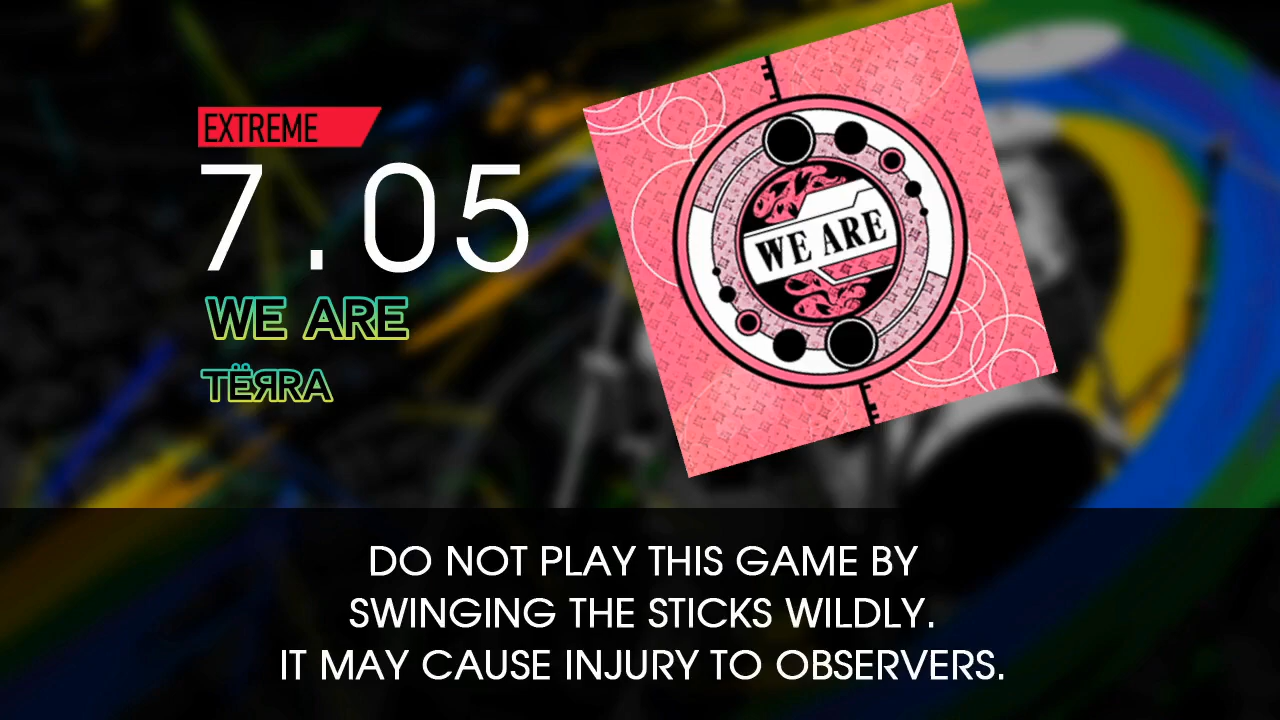 EXTREME
7.05
WE ARE
TËЯRA
WE ARE
DO NOT PLAY THIS GAME BY
SWINGING THE STICKS WILDLY.
IT MAY CAUSE INJURY TO OBSERVERS.